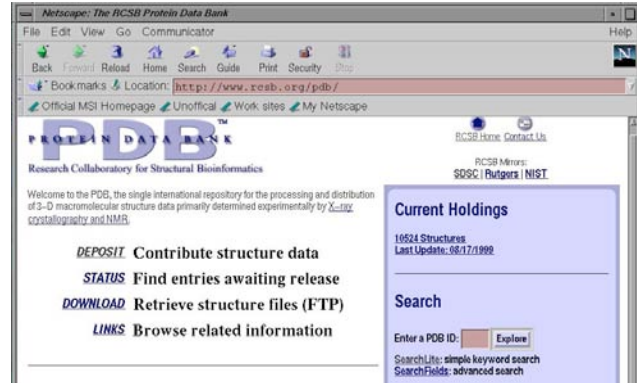 Netscape: The RCSB Protein Data Bank
File Edit View Go Communicator Help
Back Forward Reload Home Search Guide Print Security Stop
Bookmarks Location: http://www.rcsb.org/pdb/
Official MSI Homepage Unoffical Work sites My Netscape
N
PDB TM
PROTEIN DATA BANK
Research Collaboratory for Structural Bioinformatics
RCSB Home Contact Us
RCSB Mirrors:
SDSC | Rutgers | NIST
Welcome to the PDB, the single international repository for the processing and distribution
of 3-D macromolecular structure data primarily determined experimentally by X-ray
crystallography and NMR.
DEPOSIT Contribute structure data
STATUS Find entries awaiting release
DOWNLOAD Retrieve structure files (FTP)
LINKS Browse related information
Current Holdings
10524 Structures
Last Update: 08/17/1999
Search
Enter a PDB ID: Explore
SearchLite: simple keyword search
SearchFields: advanced search